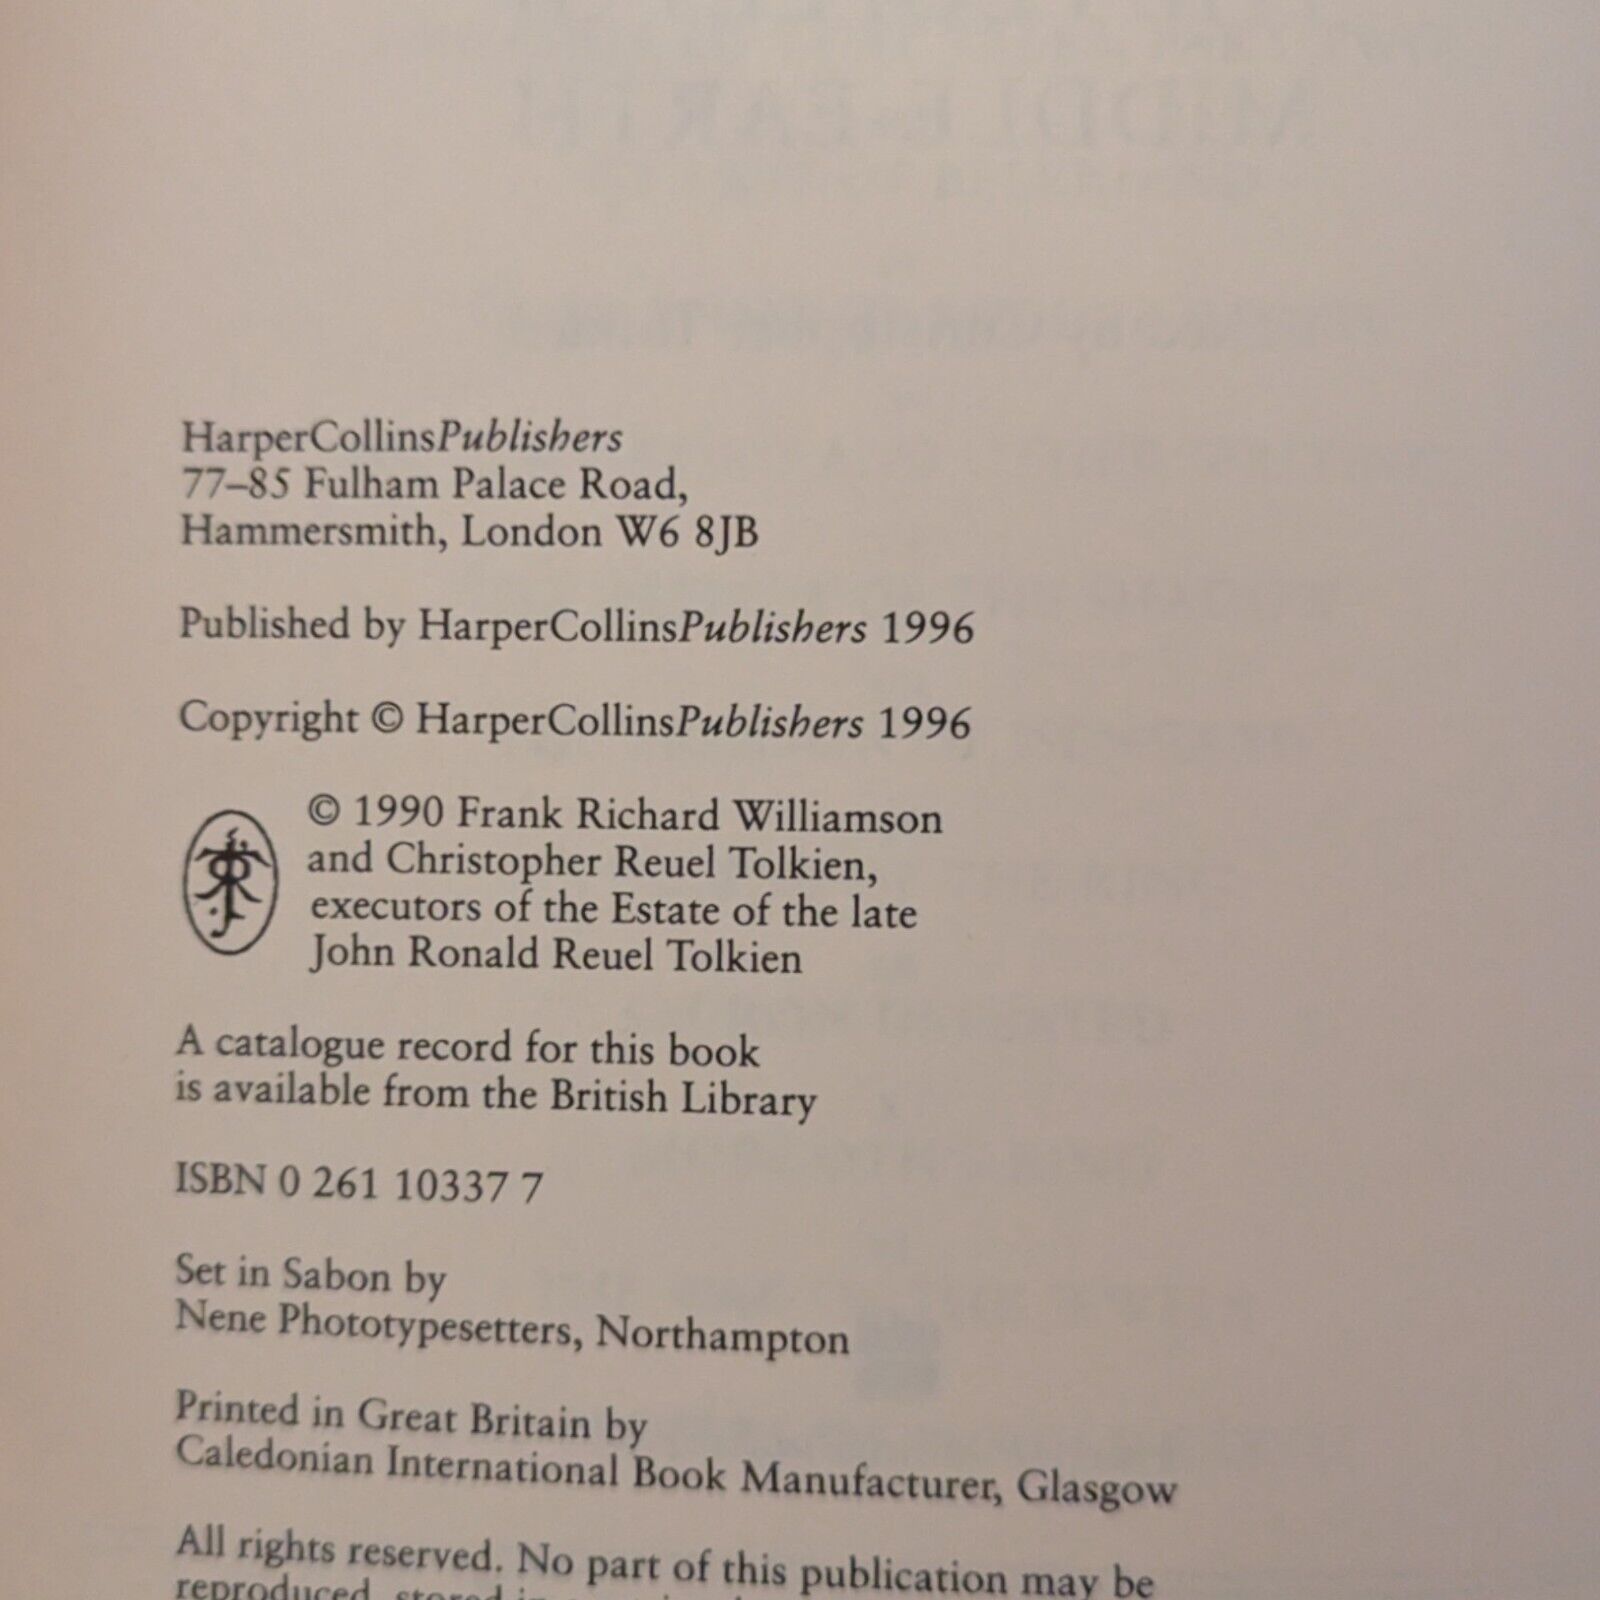 HarperCollinsPublishers
77–85 Fulham Palace Road,
Hammersmith, London W6 8JB
Published by HarperCollinsPublishers 1996
Copyright © HarperCollinsPublishers 1996
© 1990 Frank Richard Williamson
and Christopher Reuel Tolkien,
executors of the Estate of the late
John Ronald Reuel Tolkien
A catalogue record for this book
is available from the British Library
ISBN 0 261 10337 7
Set in Sabon by
Nene Phototypesetters, Northampton
Printed in Great Britain by
Caledonian International Book Manufacturer, Glasgow
All rights reserved. No part of this publication may be
reproduced, stored in